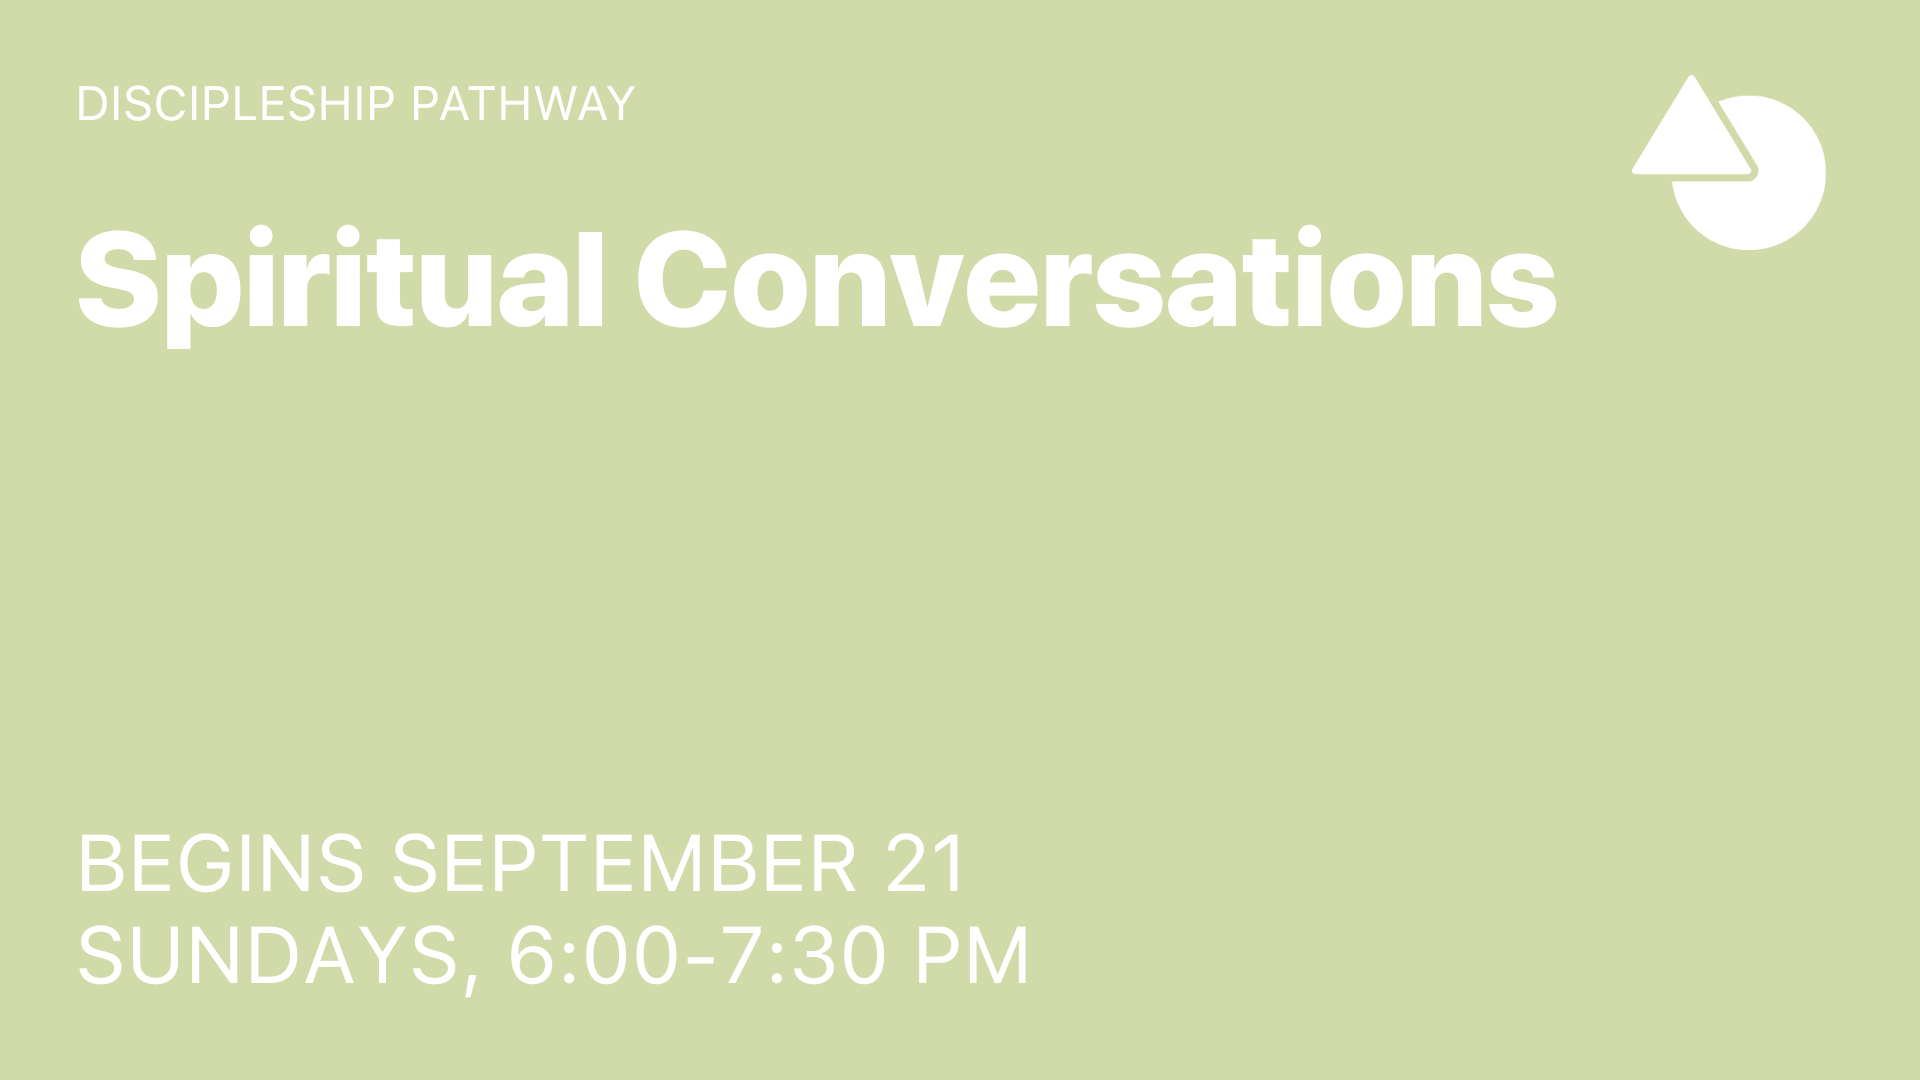 DISCIPLESHIP PATHWAY
Spiritual Conversations
BEGINS SEPTEMBER 21
SUNDAYS, 6:00-7:30 PM